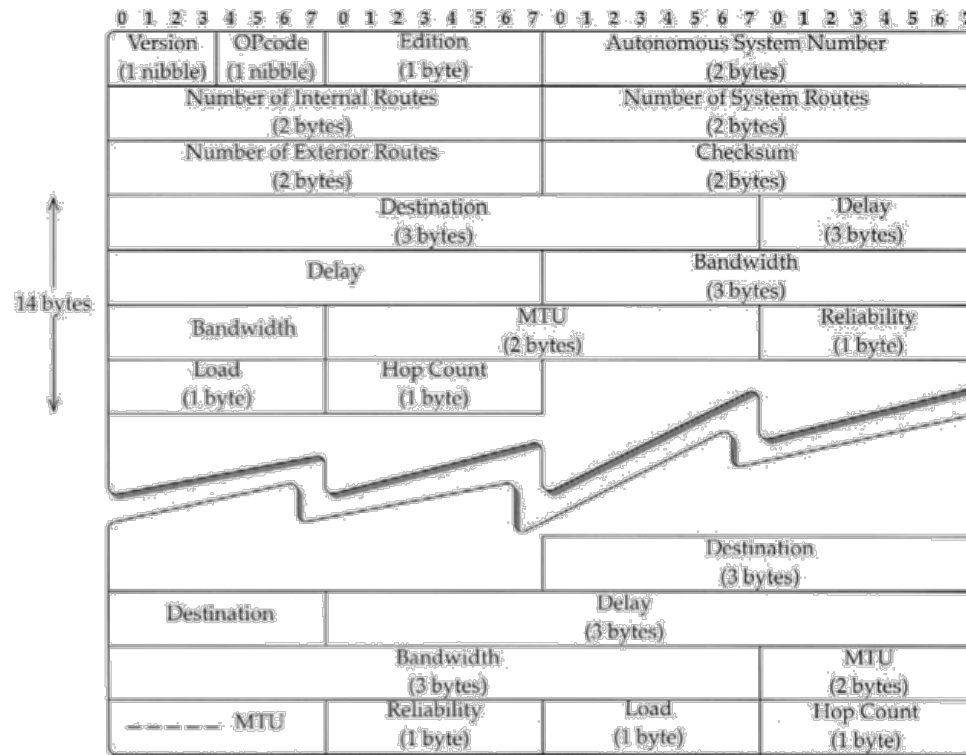 0 1 2 3 4 5 6 7 0 1 2 3 4 5 6 7 0 1 2 3 4 5 6 7 0 1 2 3 4 5 6
Version OPcode Edition Autonomous System Number
(1 nibble) (1 nibble) (1 byte) (2 bytes)
Number of Internal Routes Number of System Routes
(2 bytes) (2 bytes)
Number of Exterior Routes Checksum
(2 bytes) (2 bytes)
Destination Delay
(3 bytes) (3 bytes)
Delay Bandwidth
(3 bytes)
14 bytes
Bandwidth MTU Reliability
(2 bytes) (1 byte)
Load Hop Count
(1 byte) (1 byte)
Destination
(3 bytes)
Destination Delay
(3 bytes)
Bandwidth MTU
(3 bytes) (2 bytes)
MTU Reliability Load Hop Count
(1 byte) (1 byte) (1 byte)